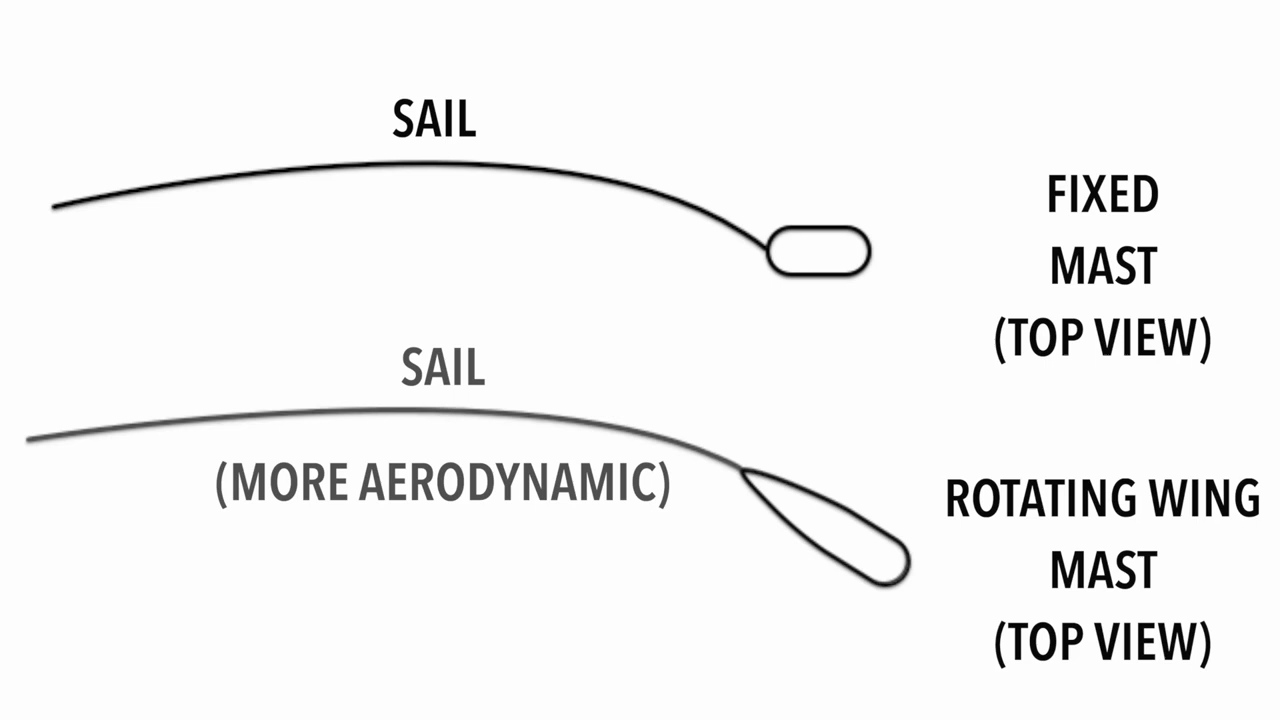 SAIL
FIXED
MAST
(TOP VIEW)
SAIL
(MORE AERODYNAMIC)
ROTATING WING
MAST
(TOP VIEW)